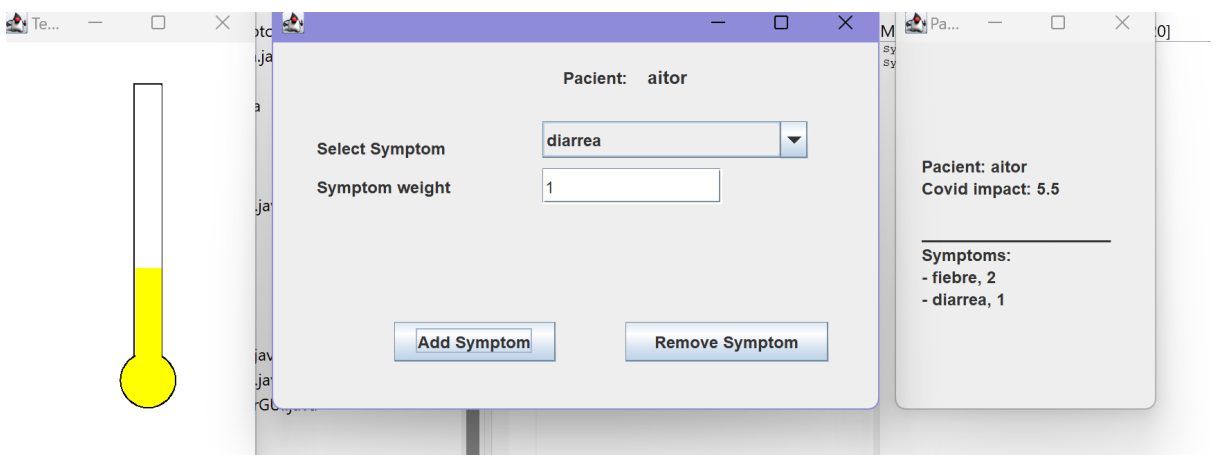 Te...
Pacient: aitor
Select Symptom
diarrea
Symptom weight
1
Add Symptom
Remove Symptom
Pa...
Pacient: aitor
Covid impact: 5.5
Symptoms:
- fiebre, 2
- diarrea, 1